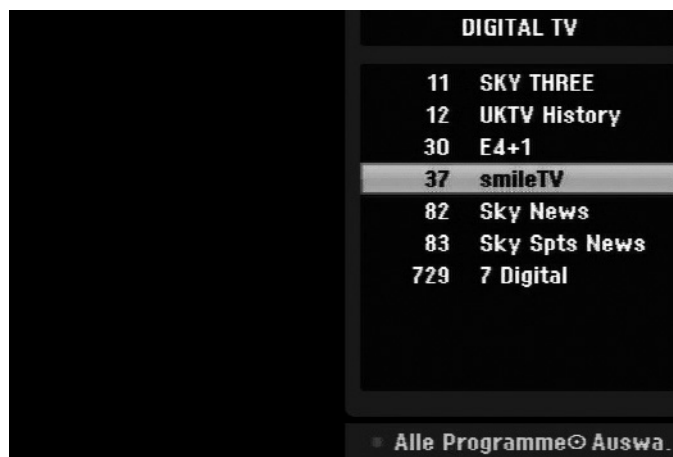 DIGITAL TV
11 SKY THREE
12 UKTV History
30 E4+1
37 smileTV
82 Sky News
83 Sky Spts News
729 7 Digital
Alle Programme⊙ Auswa.